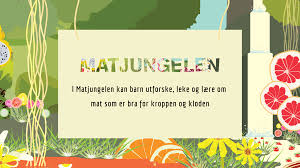 MATJUNGELEN
I Matjungelen kan barn utforske, leke og lære om
mat som er bra for kroppen og kloden